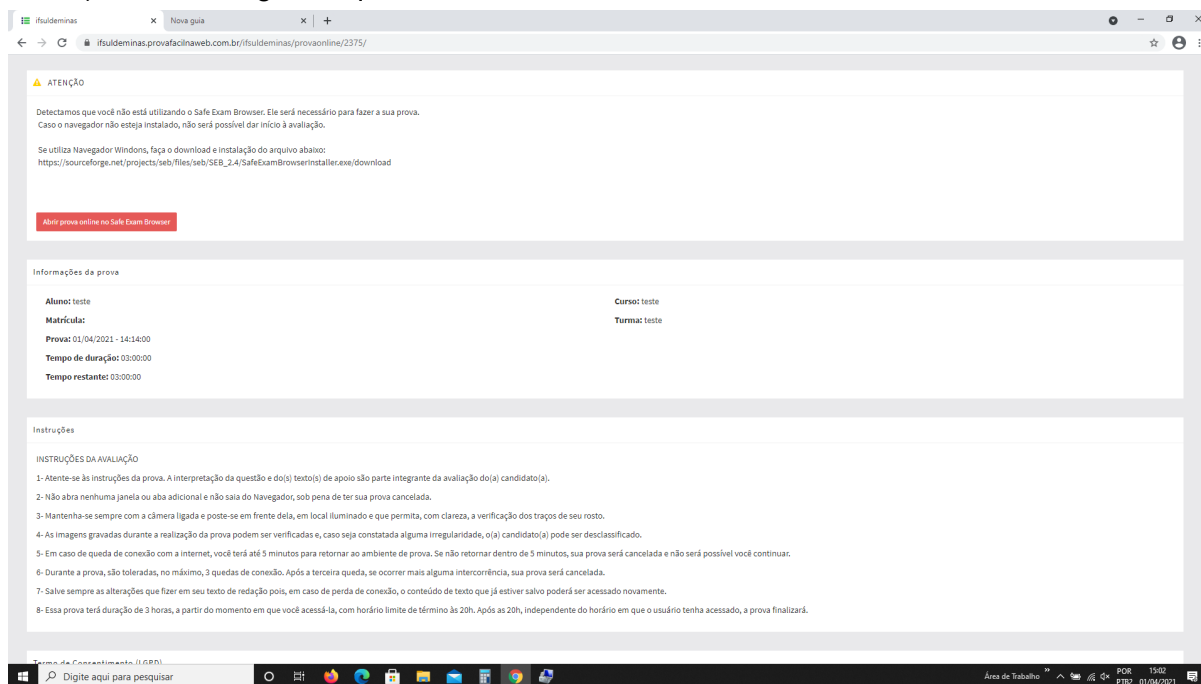 ifsuldeminas
Nova guia
ifsuldeminas.provafacilnaweb.com.br/ifsuldeminas/provaonline/2375/
ATENÇÃO
Detectamos que você não está utilizando o Safe Exam Browser. Ele será necessário para fazer a sua prova.
Caso o navegador não esteja instalado, não será possível dar início à avaliação.
Se utiliza Navegador Windons, faça o download e instalação do arquivo abaixo:
https://sourceforge.net/projects/seb/files/seb/SEB_2.4/SafeExamBrowserInstaller.exe/download
Abrir prova online no Safe Exam Browser
Informações da prova
Aluno: teste
Curso: teste
Matrícula:
Turma: teste
Prova: 01/04/2021 - 14:14:00
Tempo de duração: 03:00:00
Tempo restante: 03:00:00
Instruções
INSTRUÇÕES DA AVALIAÇÃO
1- Atente-se às instruções da prova. A interpretação da questão e do(s) texto(s) de apoio são parte integrante da avaliação do(a) candidato(a).
2- Não abra nenhuma janela ou aba adicional e não saia do Navegador, sob pena de ter sua prova cancelada.
3- Mantenha-se sempre com a câmera ligada e poste-se em frente dela, em local iluminado e que permita, com clareza, a verificação dos traços de seu rosto.
4- As imagens gravadas durante a realização da prova podem ser verificadas e, caso seja constatada alguma irregularidade, o(a) candidato(a) pode ser desclassificado.
5- Em caso de queda de conexão com a internet, você terá até 5 minutos para retornar ao ambiente de prova. Se não retornar dentro de 5 minutos, sua prova será cancelada e não será possível você continuar.
6- Durante a prova, são toleradas, no máximo, 3 quedas de conexão. Após a terceira queda, se ocorrer mais alguma intercorrência, sua prova será cancelada.
7- Salve sempre as alterações que fizer em seu texto de redação pois, em caso de perda de conexão, o conteúdo de texto que já estiver salvo poderá ser acessado novamente.
8- Essa prova terá duração de 3 horas, a partir do momento em que você acessá-la, com horário limite de término às 20h. Após as 20h, independente do horário em que o usuário tenha acessado, a prova finalizará.
Termo de Consentimento (LGPD)
Digite aqui para pesquisar
Área de Trabalho
POR
PTB2
15:02
01/04/2021